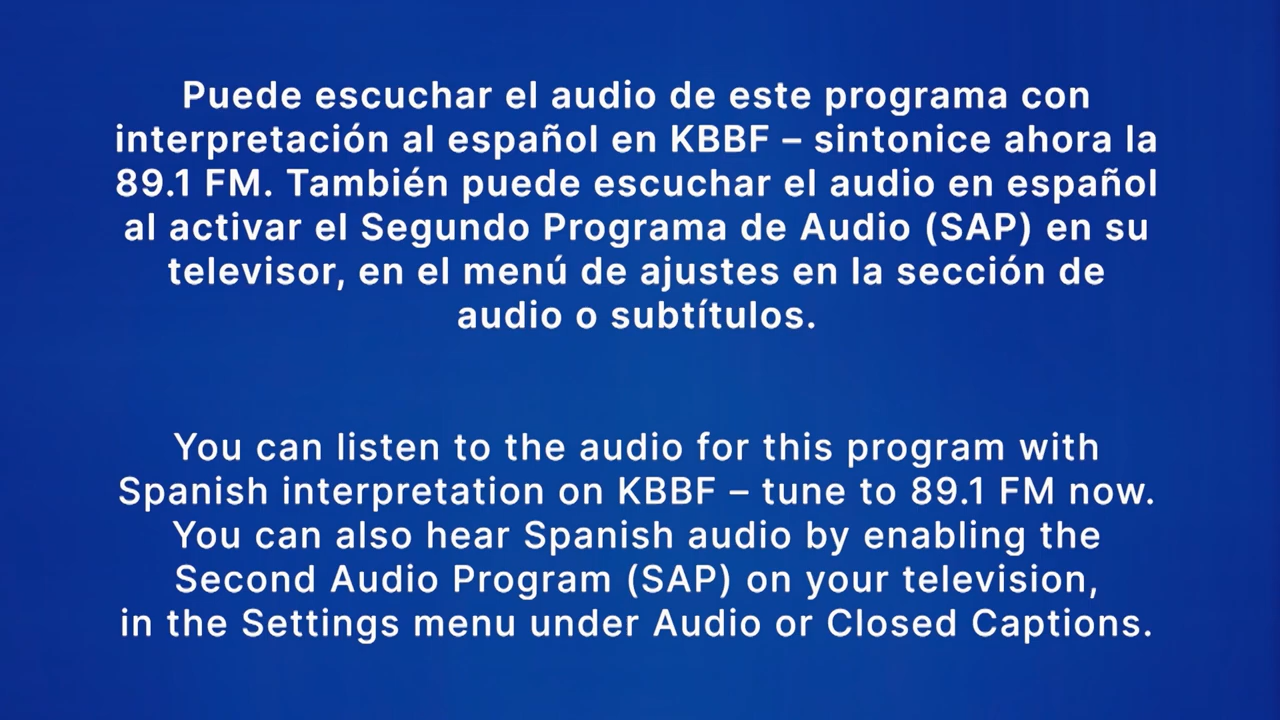 Puede escuchar el audio de este programa con
interpretación al español en KBBF – sintonice ahora la
89.1 FM. También puede escuchar el audio en español
al activar el Segundo Programa de Audio (SAP) en su
televisor, en el menú de ajustes en la sección de
audio o subtítulos.
You can listen to the audio for this program with
Spanish interpretation on KBBF – tune to 89.1 FM now.
You can also hear Spanish audio by enabling the
Second Audio Program (SAP) on your television,
in the Settings menu under Audio or Closed Captions.